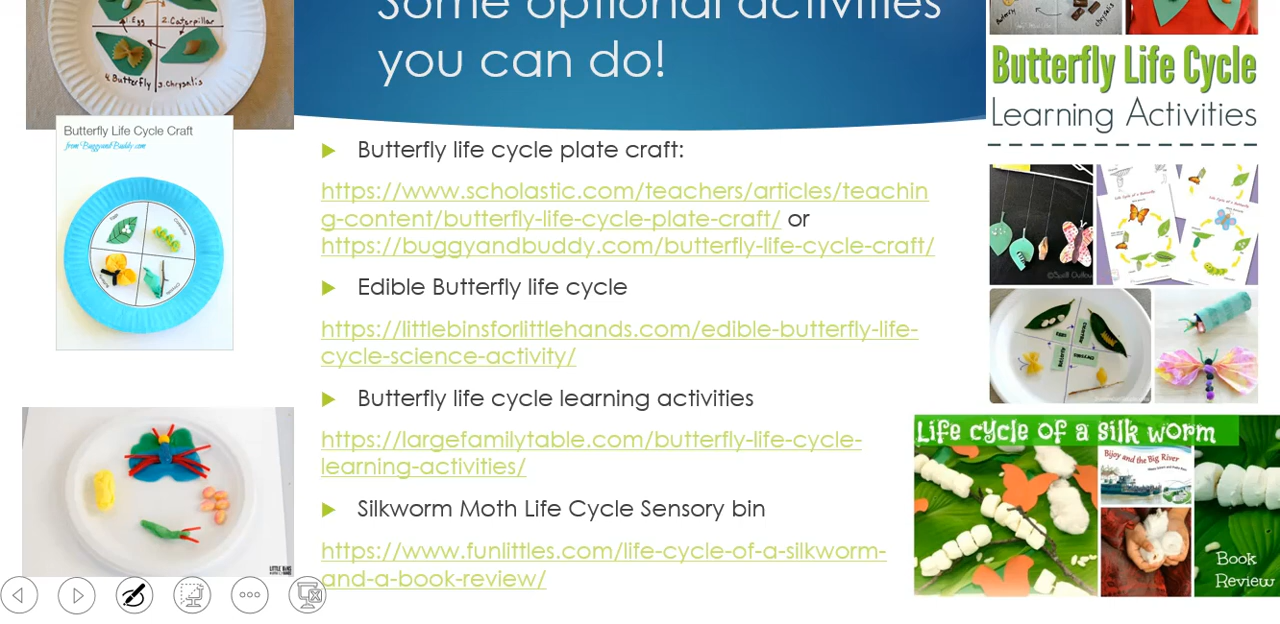 Some optional activities
you can do!
1. Egg
2. Caterpillar
4. Butterfly
3. Chrysalis
Butterfly Life Cycle Craft
from BuggyandBuddy.com
Butterfly life cycle plate craft:
https://www.scholastic.com/teachers/articles/teachin
g-content/butterfly-life-cycle-plate-craft/ or
https://buggyandbuddy.com/butterfly-life-cycle-craft/
Edible Butterfly life cycle
https://littlebinsforlittlehands.com/edible-butterfly-life-
cycle-science-activity/
Butterfly life cycle learning activities
https://largefamilytable.com/butterfly-life-cycle-
learning-activities/
Silkworm Moth Life Cycle Sensory bin
https://www.funlittles.com/life-cycle-of-a-silkworm-
and-a-book-review/
chrysalis
Butterfly Life Cycle
Learning Activities
Life cycle of a silk worm
Bijoy and the Big River
Book
Review